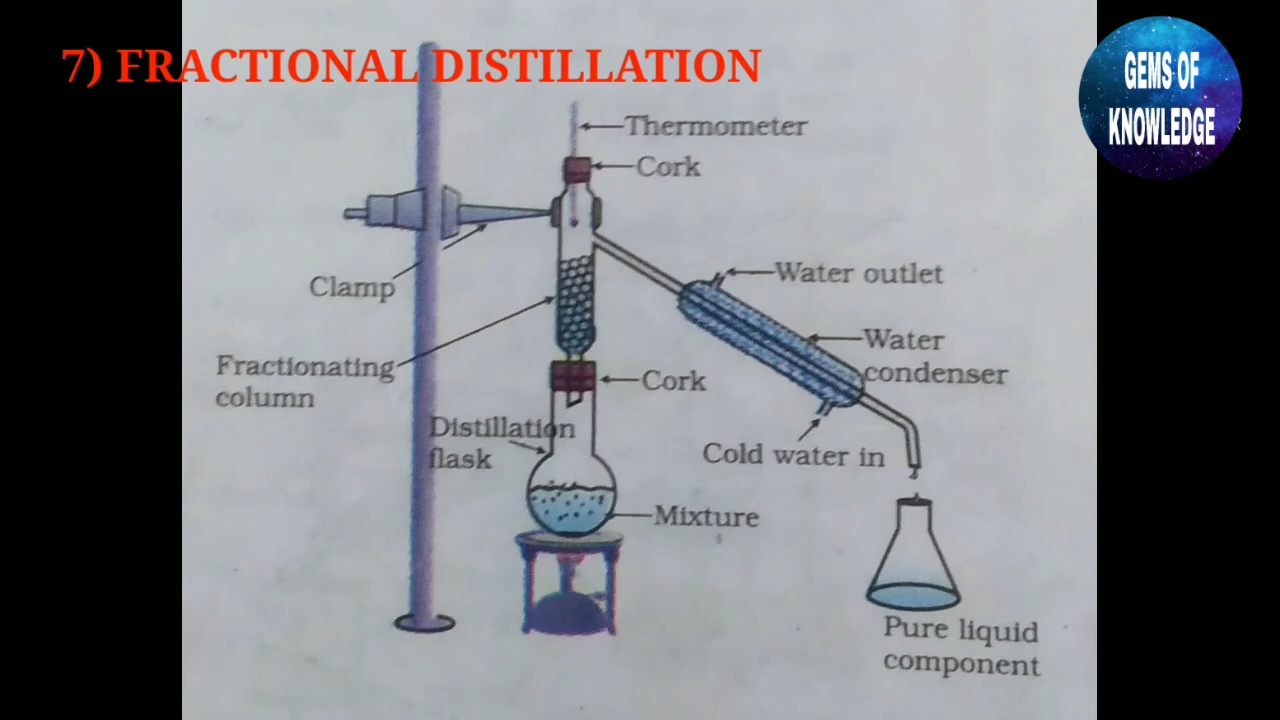 7) FRACTIONAL DISTILLATION
GEMS OF
KNOWLEDGE
Thermometer
Cork
Clamp
Water outlet
Water
condenser
Fractionating
column
Cork
Distillation
flask
Cold water in
Mixture
Pure liquid
component